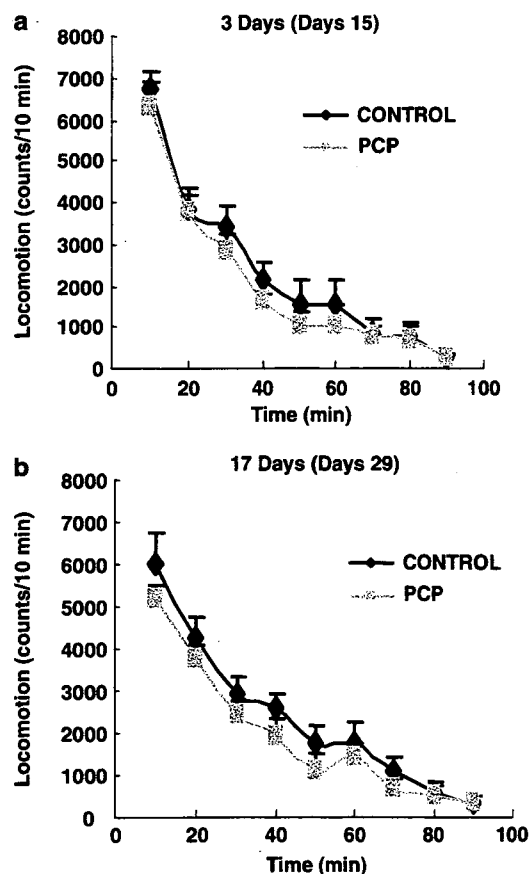 a
3 Days (Days 15)
8000
7000
6000
5000
4000
3000
2000
1000
0
Locomotion (counts/10 min)
CONTROL
PCP
0 20 40 60 80 100
Time (min)
b
17 Days (Days 29)
8000
7000
6000
5000
4000
3000
2000
1000
0
Locomotion (counts/10 min)
CONTROL
PCP
0 20 40 60 80 100
Time (min)